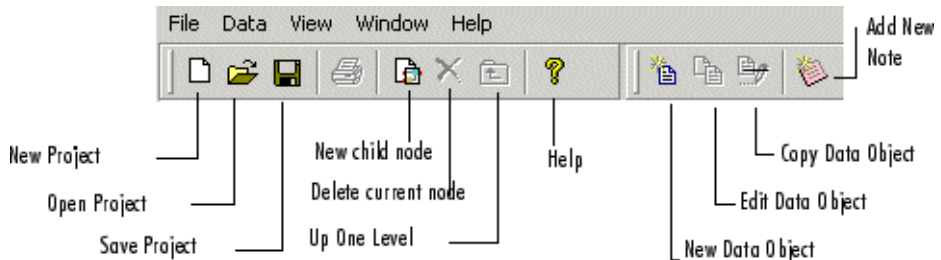 File Data View Window Help
Add New
Note
New Project
New child node
Help
Copy Data Object
Delete current node
Open Project
Edit Data Object
Save Project
Up One Level
New Data Object